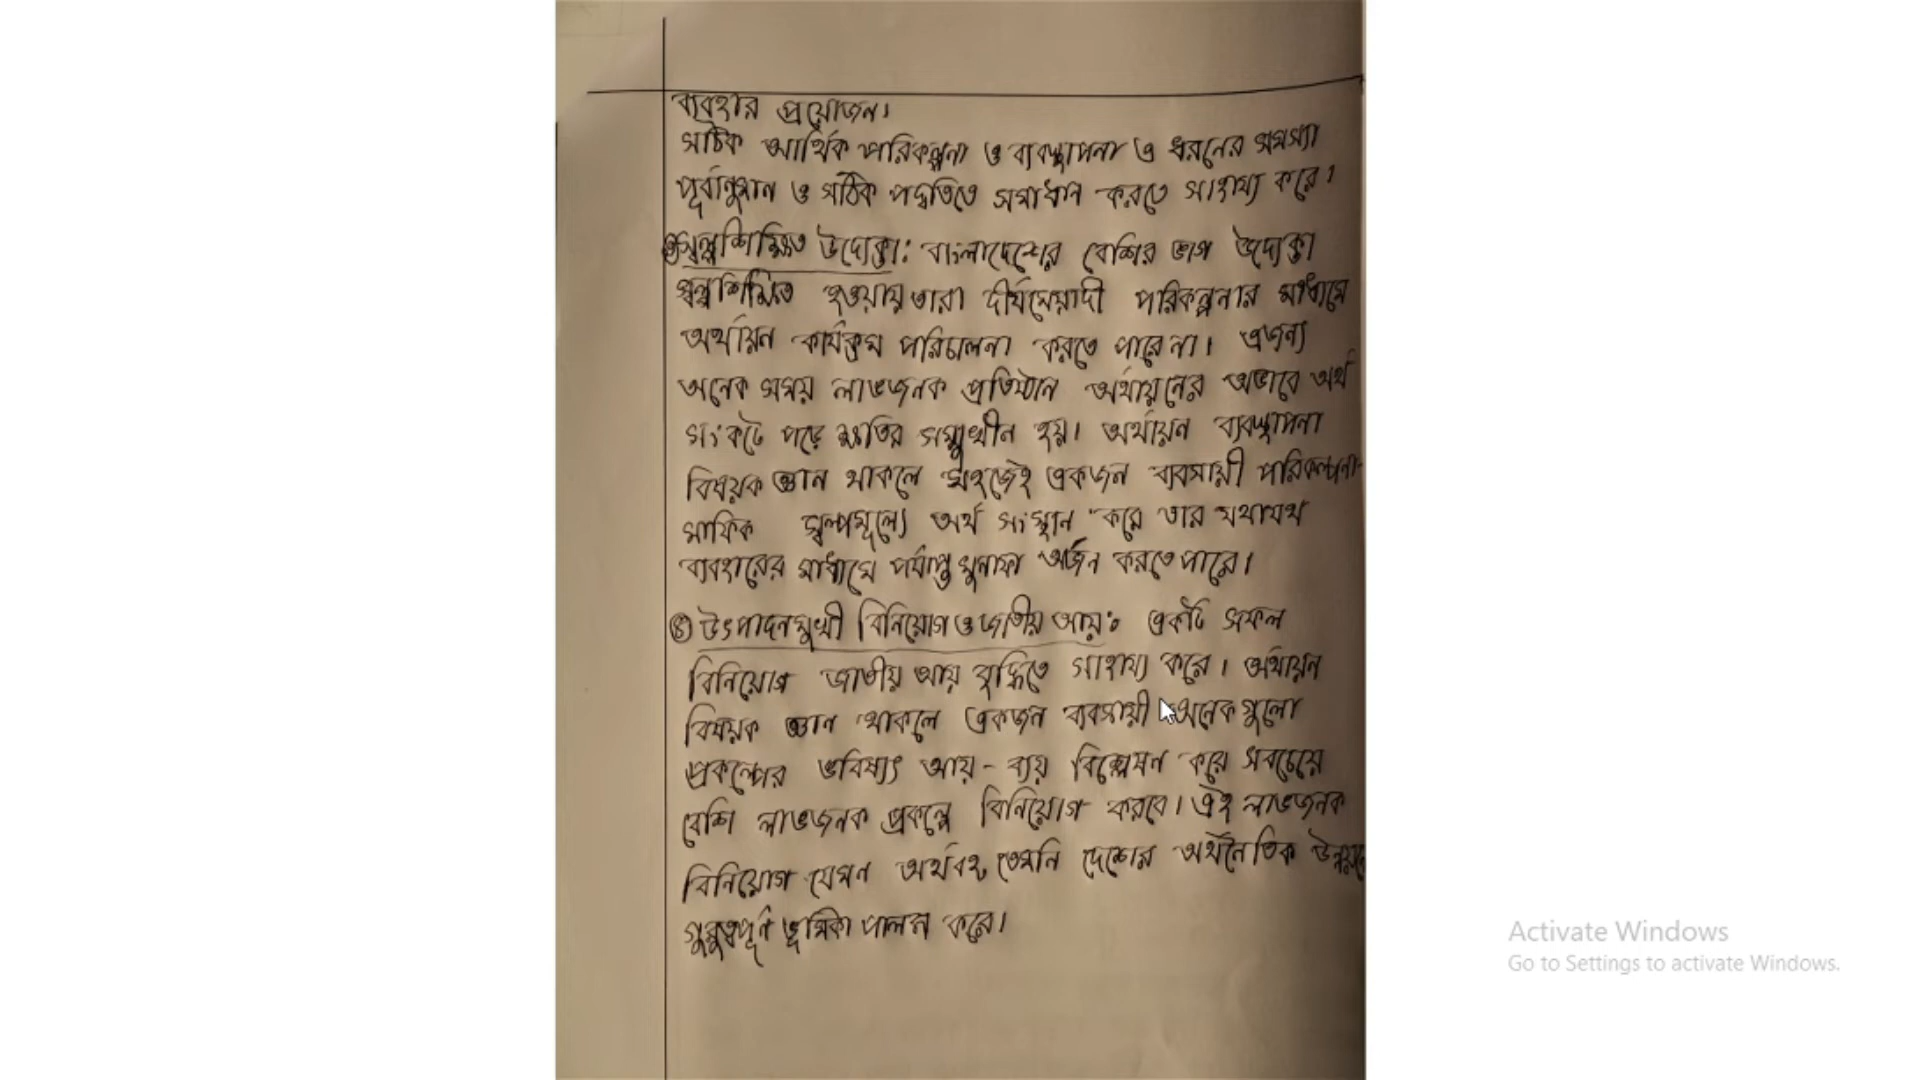 ব্যবহার প্রয়োজন।
সঠিক আর্থিক পরিকল্পনা ও ব্যবস্থাপনা এ ধরনের সমস্যা
পূর্বানুমান ও সঠিক পদ্ধতিতে সমাধান করতে সাহায্য করে।
স্বল্পশিক্ষিত উদ্যেক্তা: বাংলাদেশের বেশির ভাগ উদ্যেক্তা
স্বল্পশিক্ষিত হওয়ায় তারা দীর্ঘমেয়াদী পরিকল্পনার মাধ্যমে
অর্থায়ন কার্যক্রম পরিচালনা করতে পারে না। এজন্য
অনেক সময় লাভজনক প্রতিষ্ঠান অর্থায়নের অভাবে অর্থ
সংকটে পড়ে ক্ষতির সম্মুখীন হয়। অর্থায়ন ব্যবস্থাপনা
বিষয়ক জ্ঞান থাকলে সহজেই একজন ব্যবসায়ী পরিকল্পনা-
মাফিক স্বল্পমূল্যে অর্থ সংস্থান করে তার যথাযথ
ব্যবহারের মাধ্যমে পর্যাপ্ত মুনাফা অর্জন করতে পারে।
উৎপাদনমুখী বিনিয়োগ ও জাতীয় আয়ঃ একটি সফল
বিনিয়োগ জাতীয় আয় বৃদ্ধিতে সাহায্য করে। অর্থায়ন
বিষয়ক জ্ঞান থাকলে একজন ব্যবসায়ী অনেক গুলো
প্রকল্পের ভবিষ্যৎ আয় - ব্যয় বিশ্লেষন করে সবচেয়ে
বেশি লাভজনক প্রকল্পে বিনিয়োগ করবে। এই লাভজনক
বিনিয়োগ যেমন অর্থবহ, তেমনি দেশের অর্থনৈতিক উন্নয়নে
গুরুত্বপূর্ণ ভূমিকা পালন করে।
Activate Windows
Go to Settings to activate Windows.